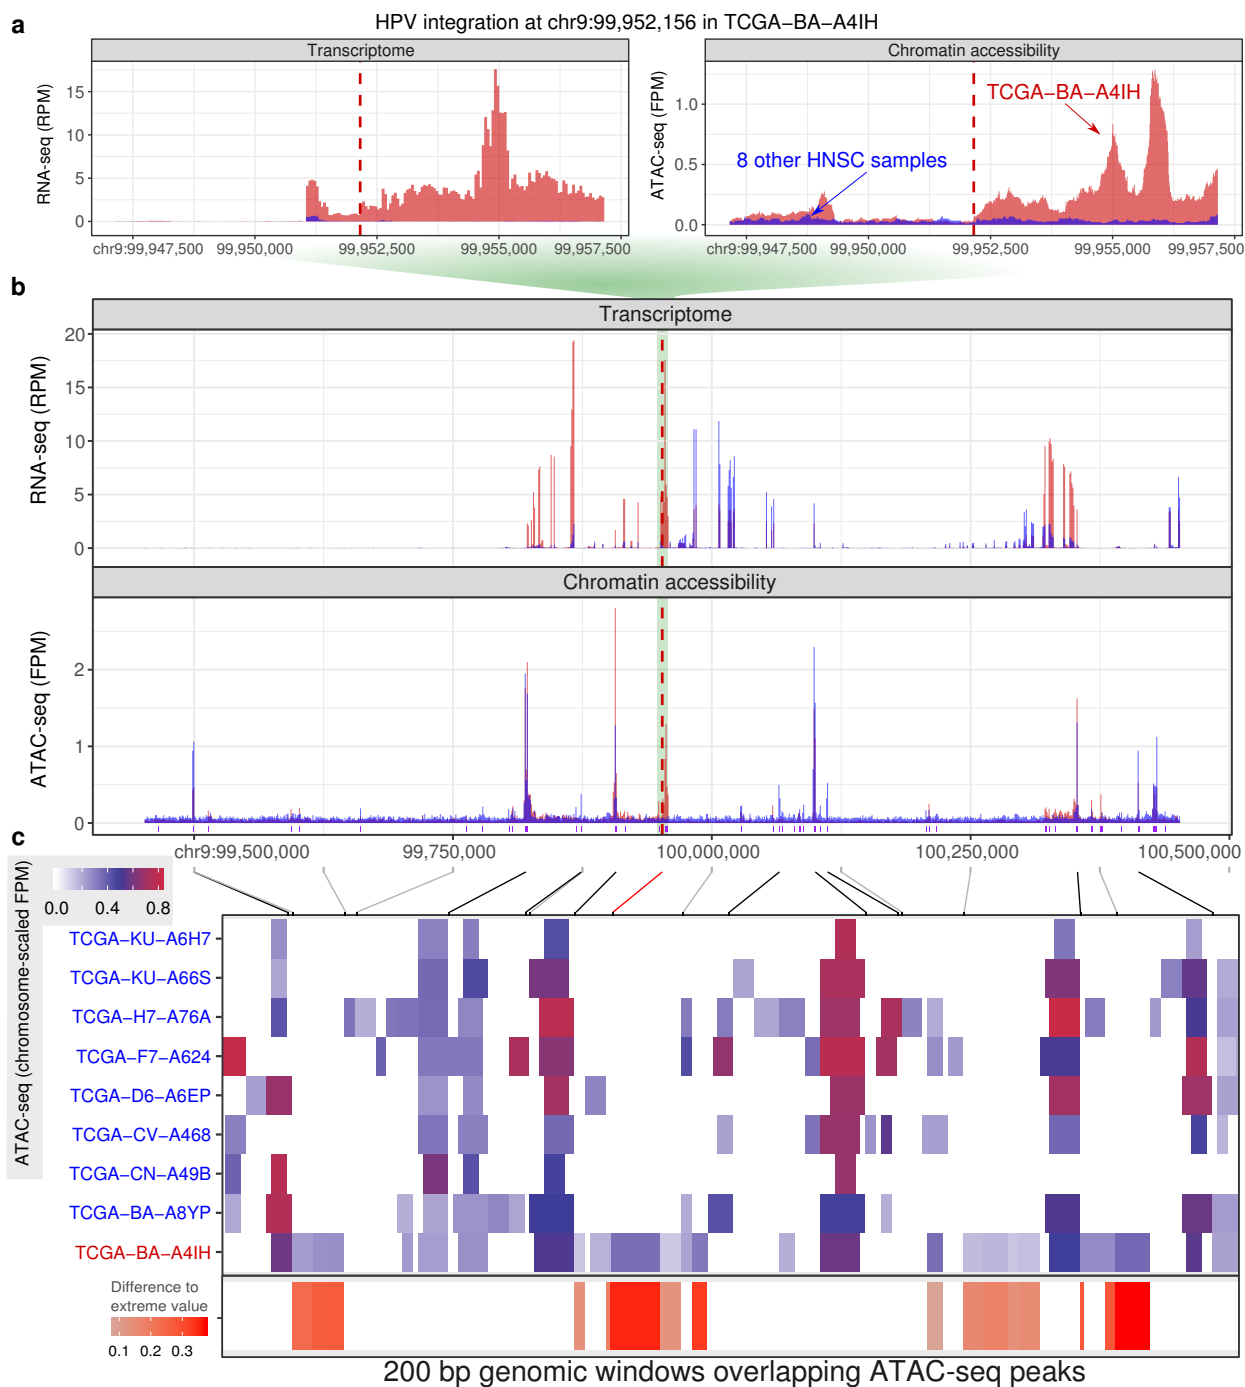 a
HPV integration at chr9:99,952,156 in TCGA−BA−A4IH
Transcriptome
RNA−seq (RPM)
15
10
5
0
chr9:99,947,500 99,950,000 99,952,500 99,955,000 99,957,500
Chromatin accessibility
ATAC−seq (FPM)
1.0
0.5
0.0
TCGA−BA−A4IH
8 other HNSC samples
chr9:99,947,500 99,950,000 99,952,500 99,955,000 99,957,500
b
Transcriptome
RNA−seq (RPM)
20
15
10
5
0
Chromatin accessibility
ATAC−seq (FPM)
2
1
0
chr9:99,500,000 99,750,000 100,000,000 100,250,000 100,500,000
c
ATAC−seq (chromosome−scaled FPM)
0.0 0.4 0.8
TCGA−KU−A6H7
TCGA−KU−A66S
TCGA−H7−A76A
TCGA−F7−A624
TCGA−D6−A6EP
TCGA−CV−A468
TCGA−CN−A49B
TCGA−BA−A8YP
TCGA−BA−A4IH
Difference to
extreme value
0.1 0.2 0.3
200 bp genomic windows overlapping ATAC−seq peaks